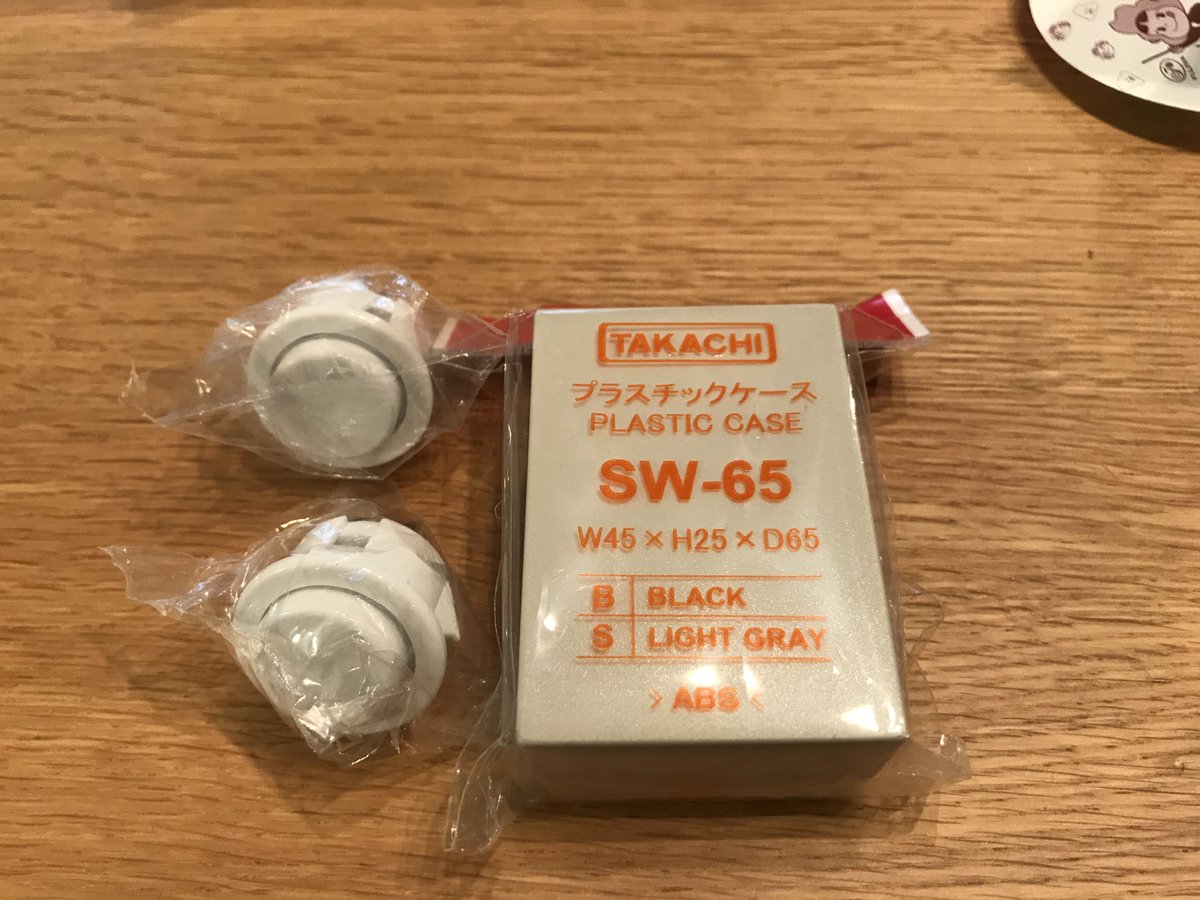 TAKACHI
プラスチックケース
PLASTIC CASE
SW-65
W45×H25×D65
B BLACK
S LIGHT GRAY
>ABS<